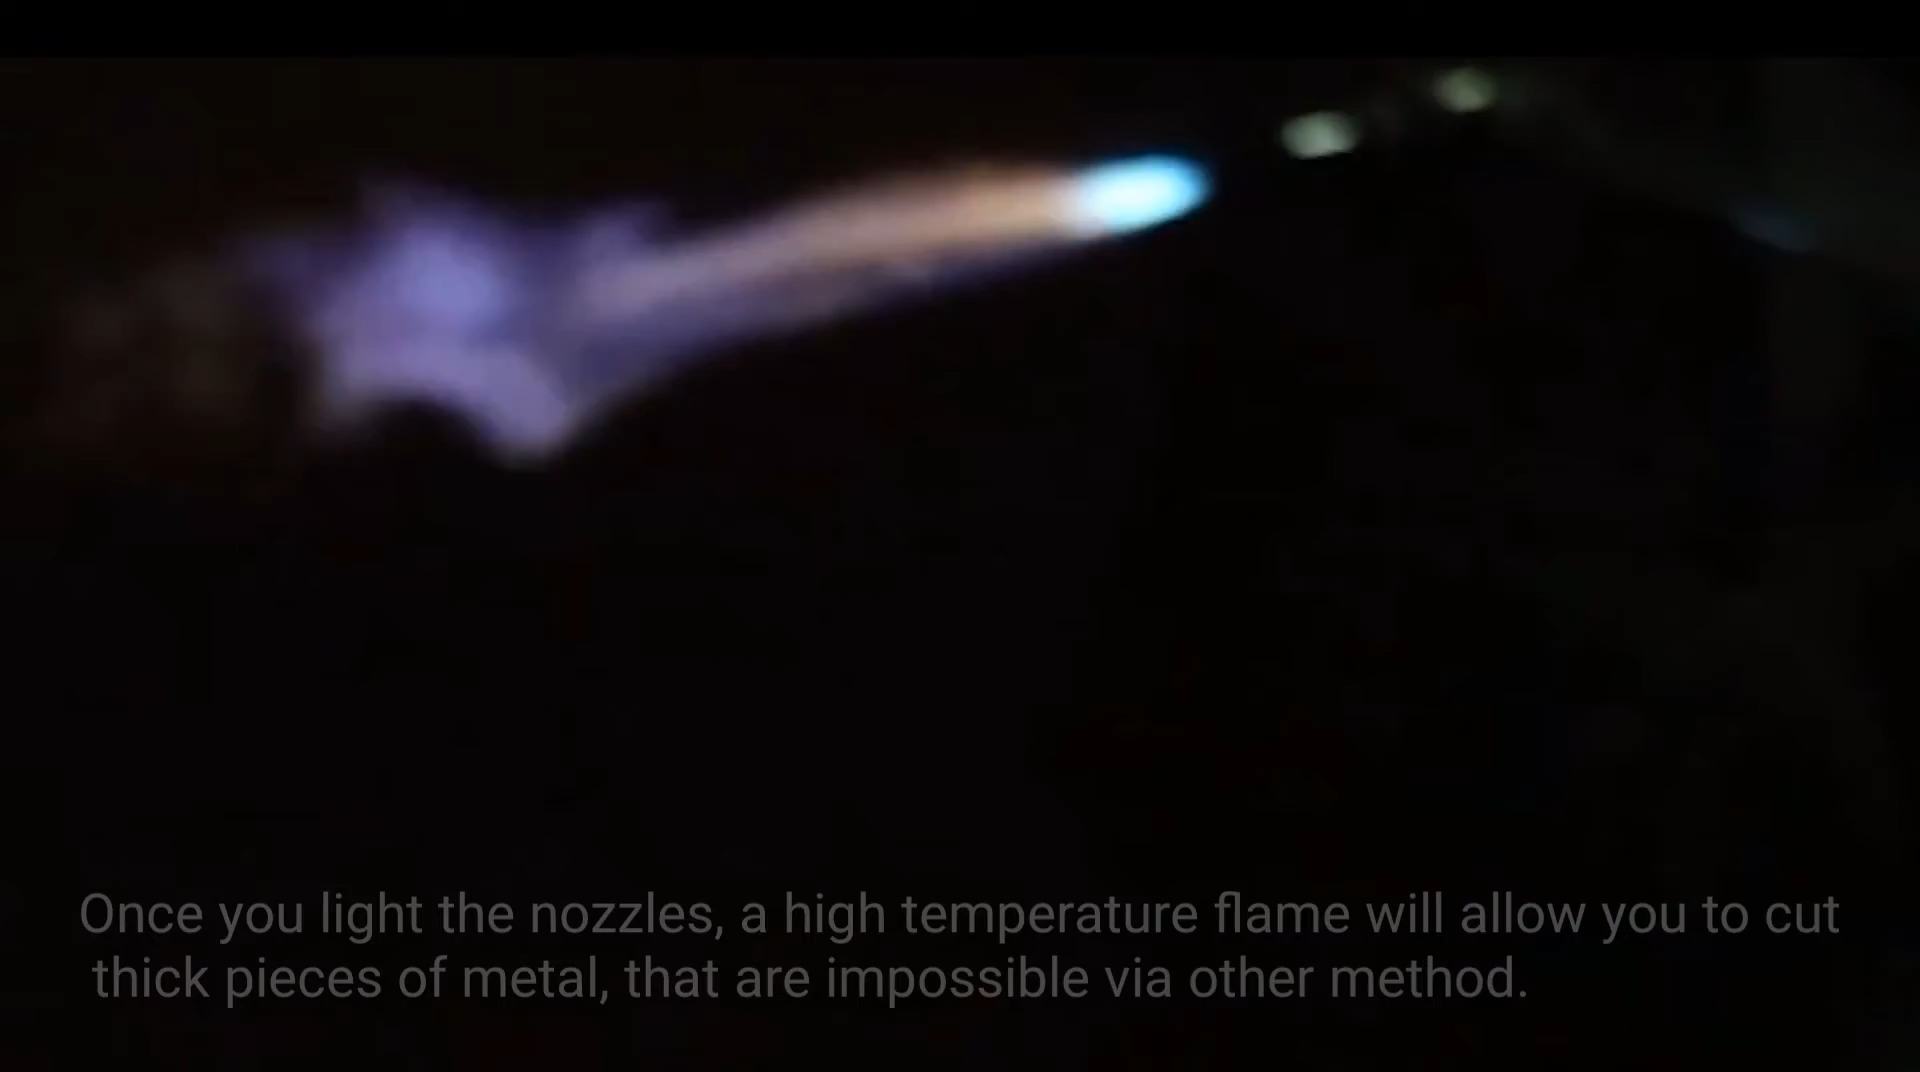 Once you light the nozzles, a high temperature flame will allow you to cut
thick pieces of metal, that are impossible via other method.